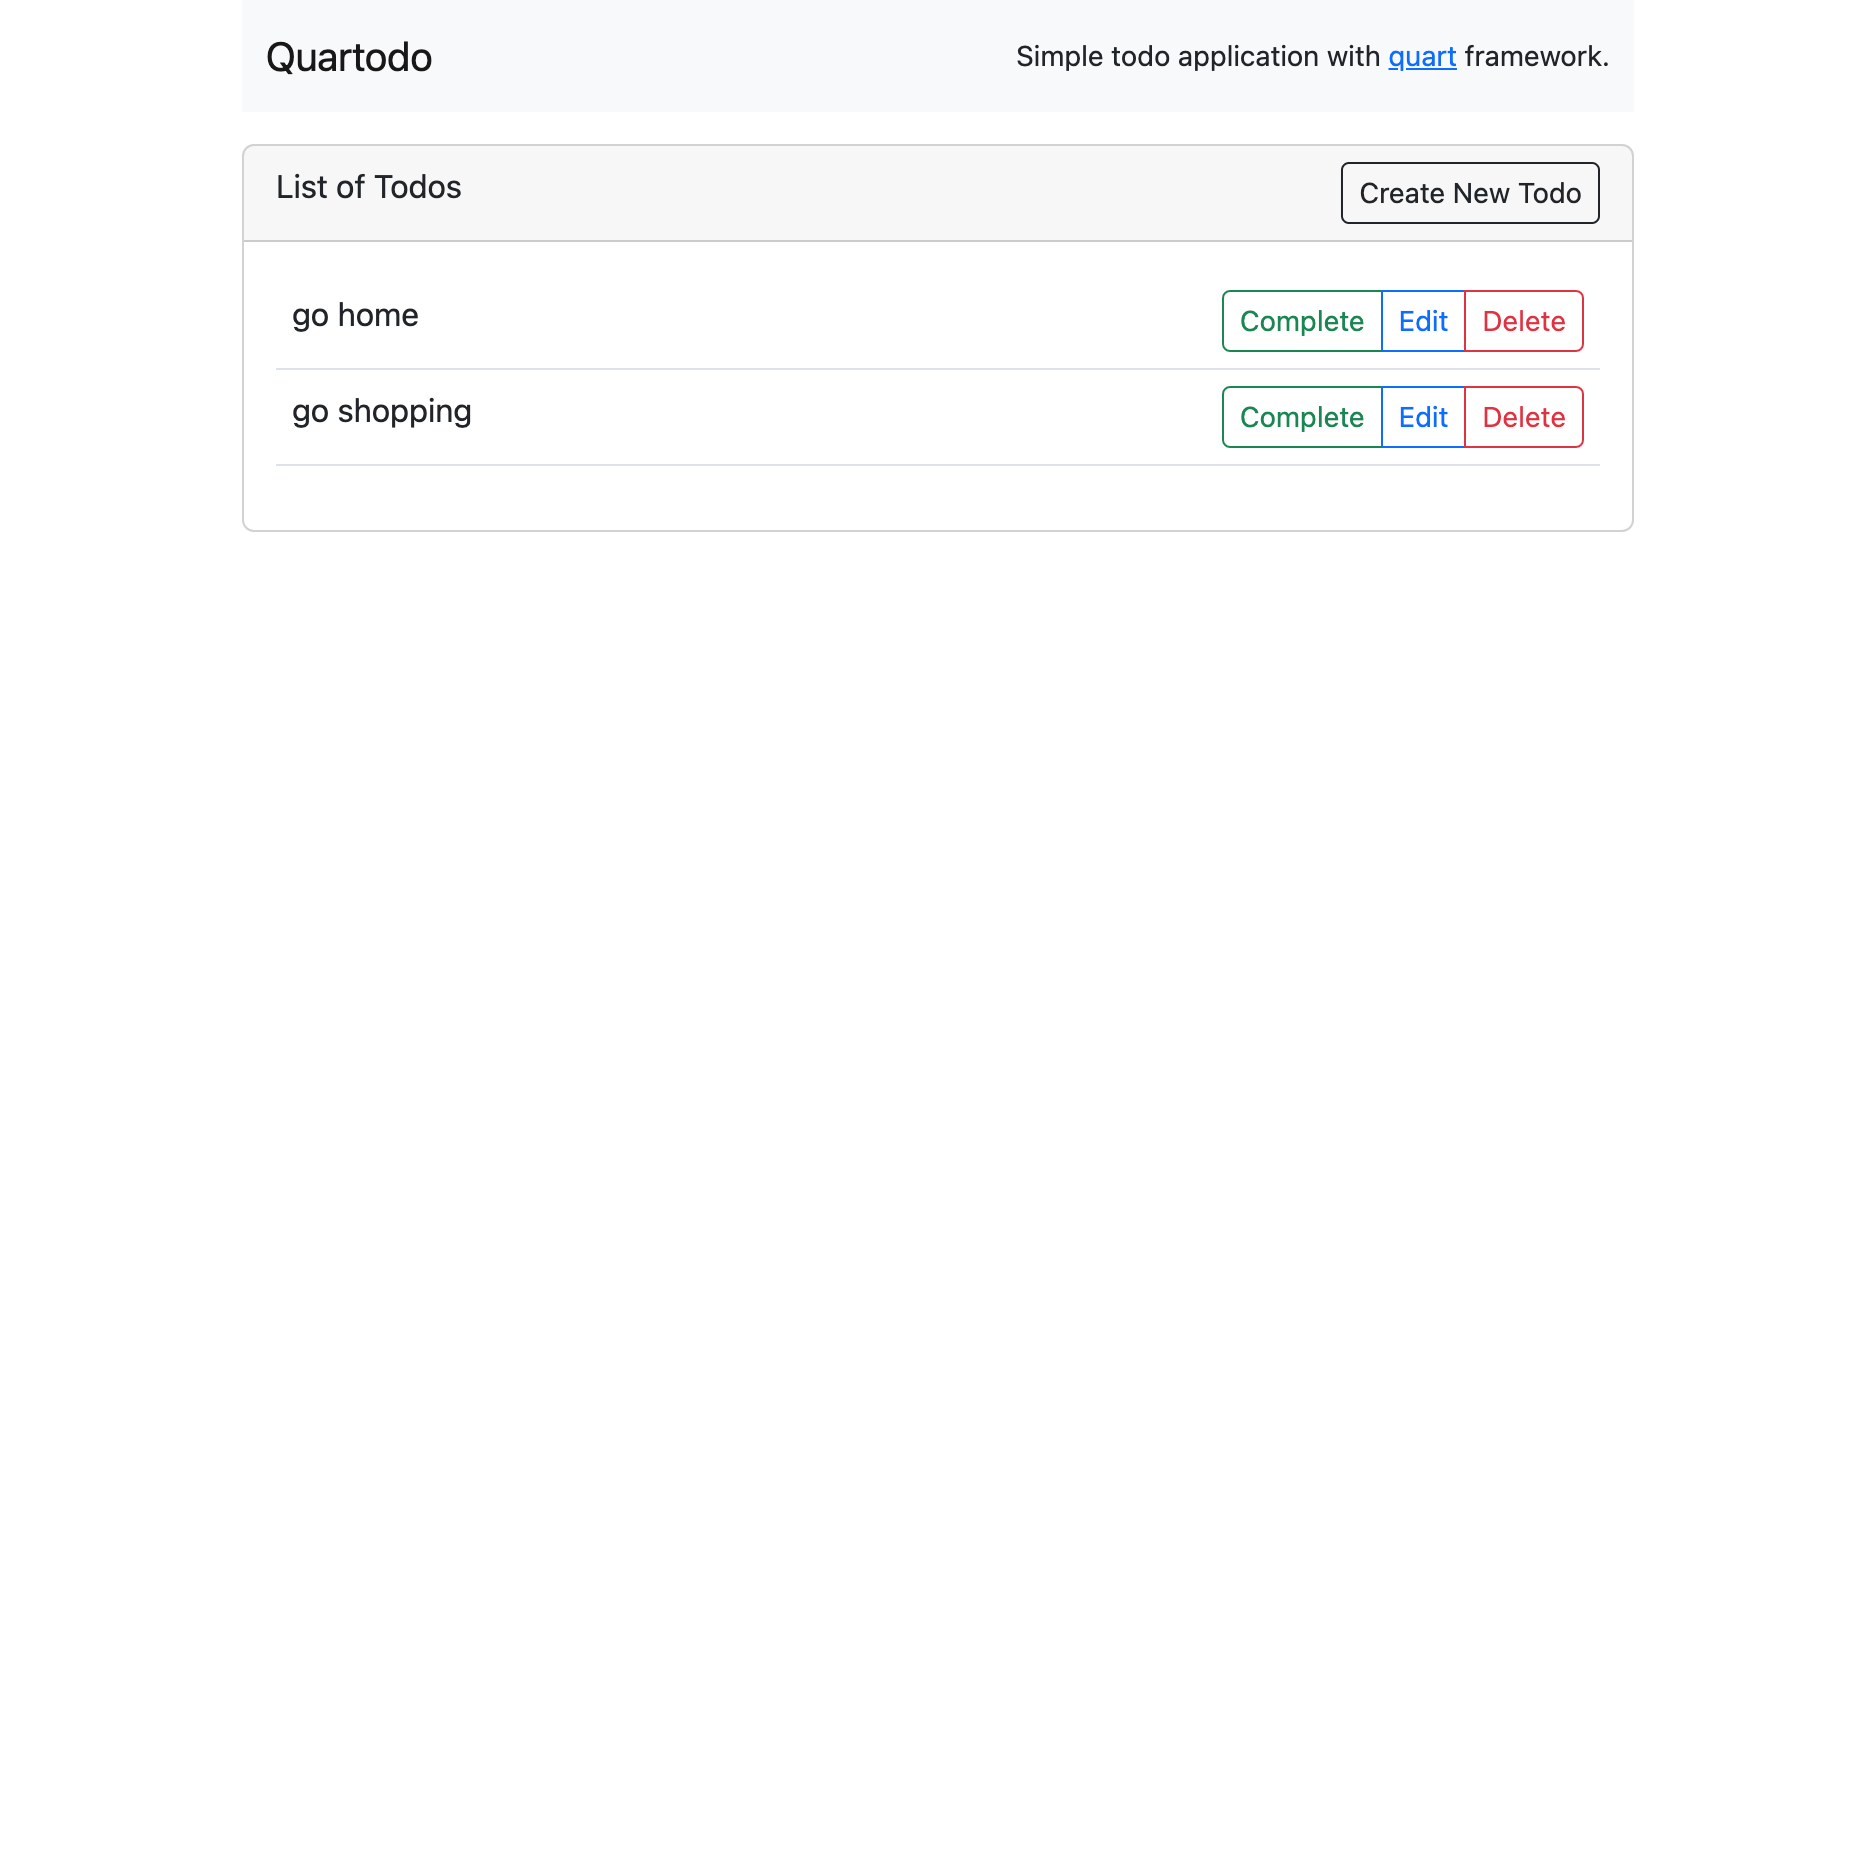 Quartodo
Simple todo application with quart framework.
List of Todos
Create New Todo
go home
Complete Edit Delete
go shopping
Complete Edit Delete